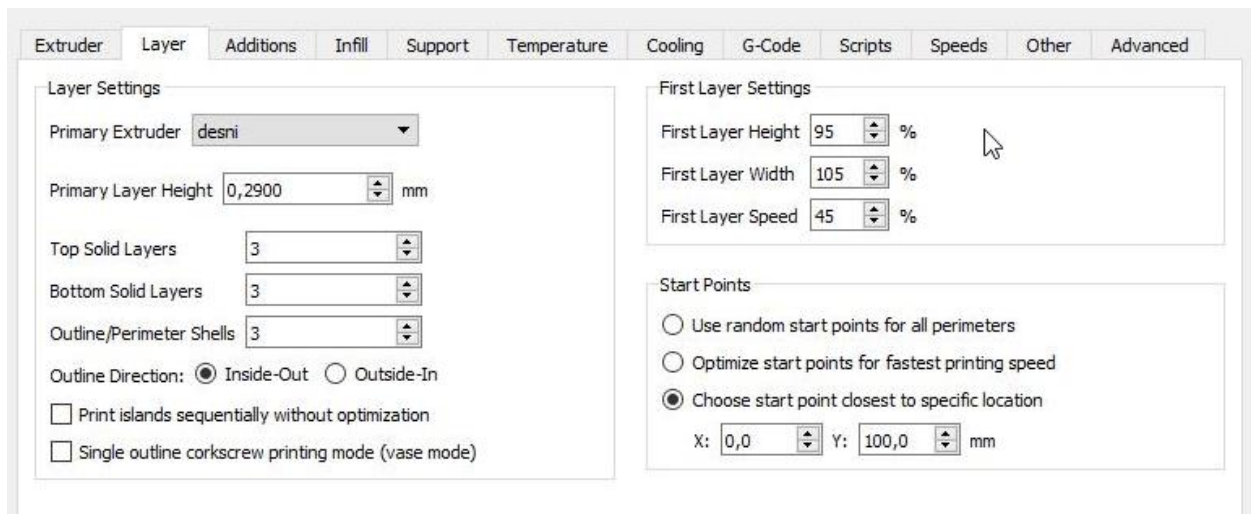 Extruder Layer Additions Infill Support Temperature Cooling G-Code Scripts Speeds Other Advanced
Layer Settings
Primary Extruder desni
Primary Layer Height 0,2900 mm
Top Solid Layers 3
Bottom Solid Layers 3
Outline/Perimeter Shells 3
Outline Direction: Inside-Out Outside-In
Print islands sequentially without optimization
Single outline corkscrew printing mode (vase mode)
First Layer Settings
First Layer Height 95 %
First Layer Width 105 %
First Layer Speed 45 %
Start Points
Use random start points for all perimeters
Optimize start points for fastest printing speed
Choose start point closest to specific location
X: 0,0 Y: 100,0 mm